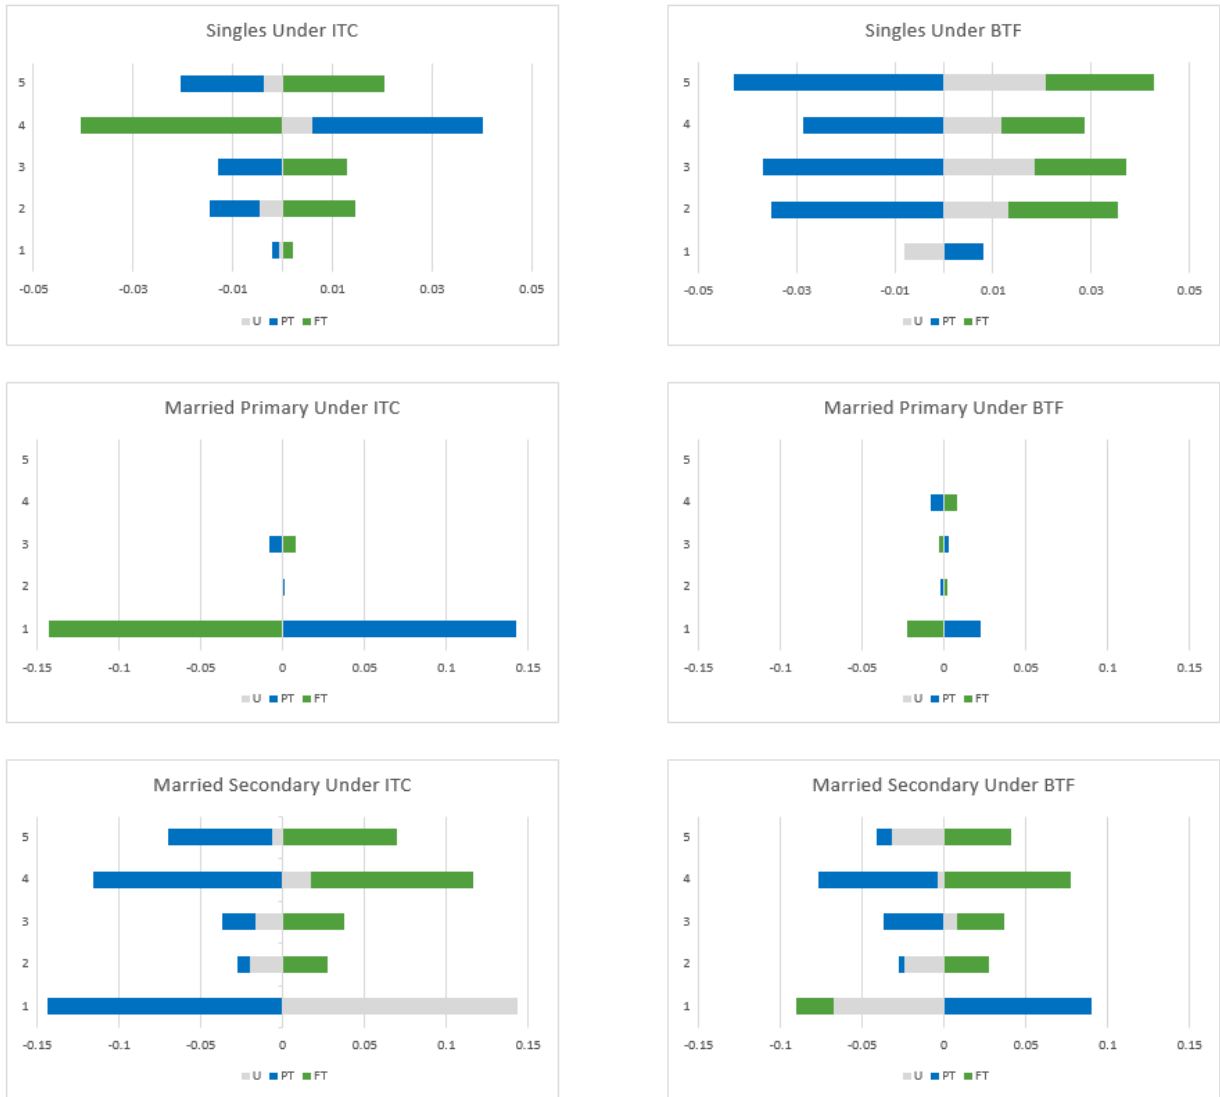 Singles Under ITC
5
4
3
2
1
-0.05 -0.03 -0.01 0.01 0.03 0.05
U PT FT
Singles Under BTF
5
4
3
2
1
-0.05 -0.03 -0.01 0.01 0.03 0.05
U PT FT
Married Primary Under ITC
5
4
3
2
1
-0.15 -0.1 -0.05 0 0.05 0.1 0.15
U PT FT
Married Primary Under BTF
5
4
3
2
1
-0.15 -0.1 -0.05 0 0.05 0.1 0.15
U PT FT
Married Secondary Under ITC
5
4
3
2
1
-0.15 -0.1 -0.05 0 0.05 0.1 0.15
U PT FT
Married Secondary Under BTF
5
4
3
2
1
-0.15 -0.1 -0.05 0 0.05 0.1 0.15
U PT FT